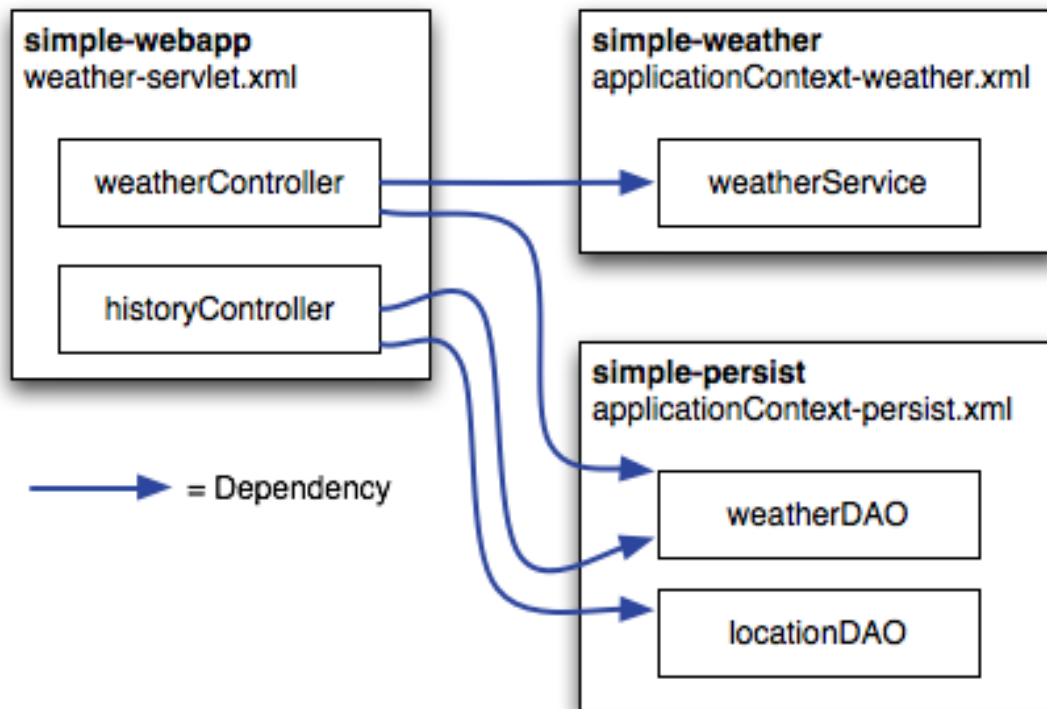 simple-webapp
weather-servlet.xml
weatherController
historyController
simple-weather
applicationContext-weather.xml
weatherService
simple-persist
applicationContext-persist.xml
weatherDAO
locationDAO
= Dependency